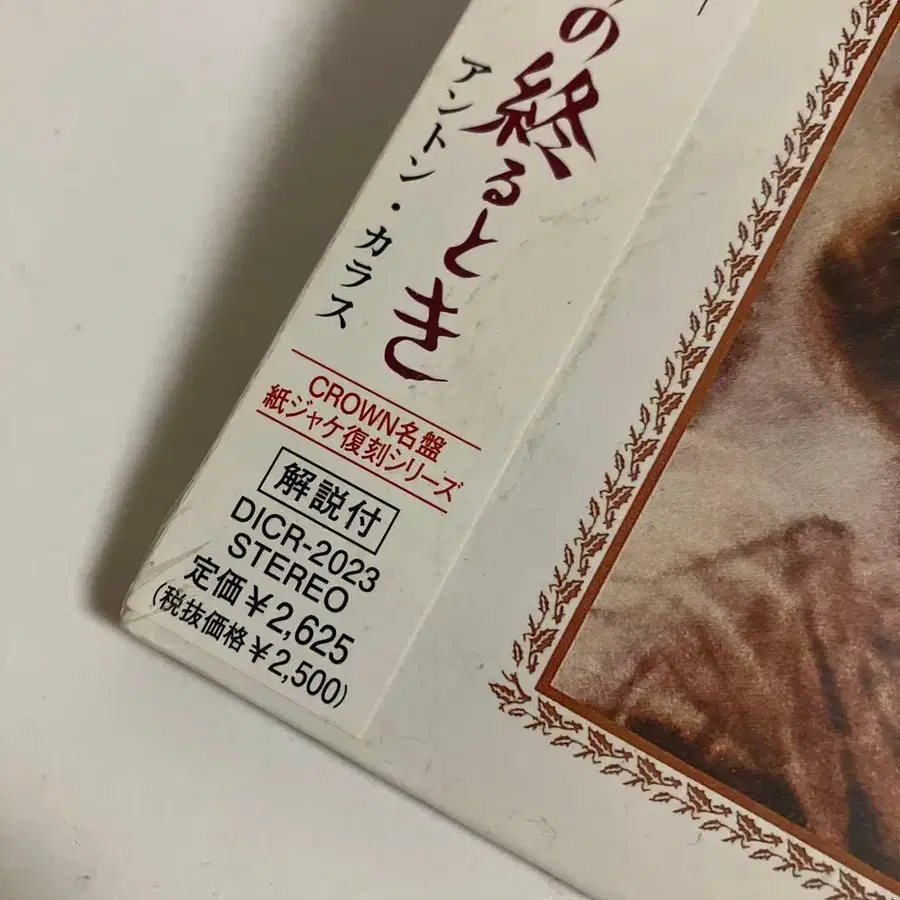 の終るとき
アントン・カラス
CROWN名盤
紙ジャケ復刻シリーズ
解説付
DICR-2023
STEREO
定価¥2,625
(税抜価格¥2,500)